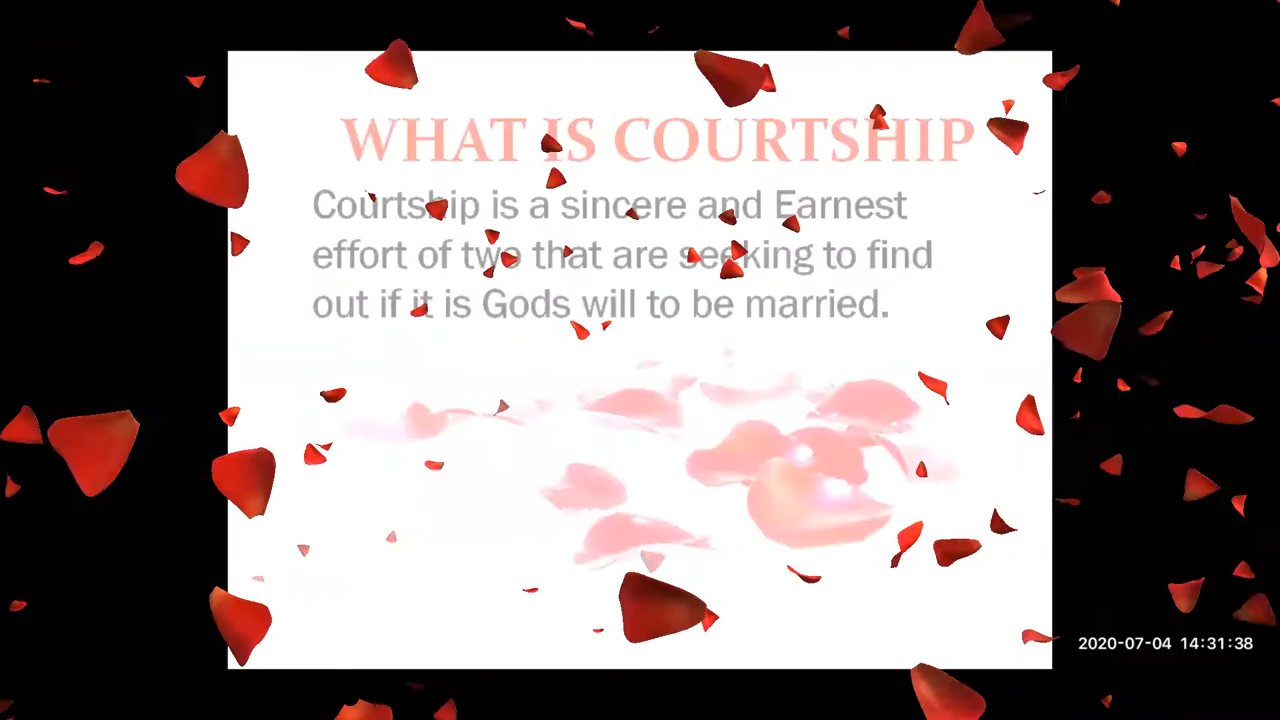 WHAT IS COURTSHIP
Courtship is a sincere and Earnest
effort of two that are seeking to find
out if it is Gods will to be married.
2020-07-04 14:31:38